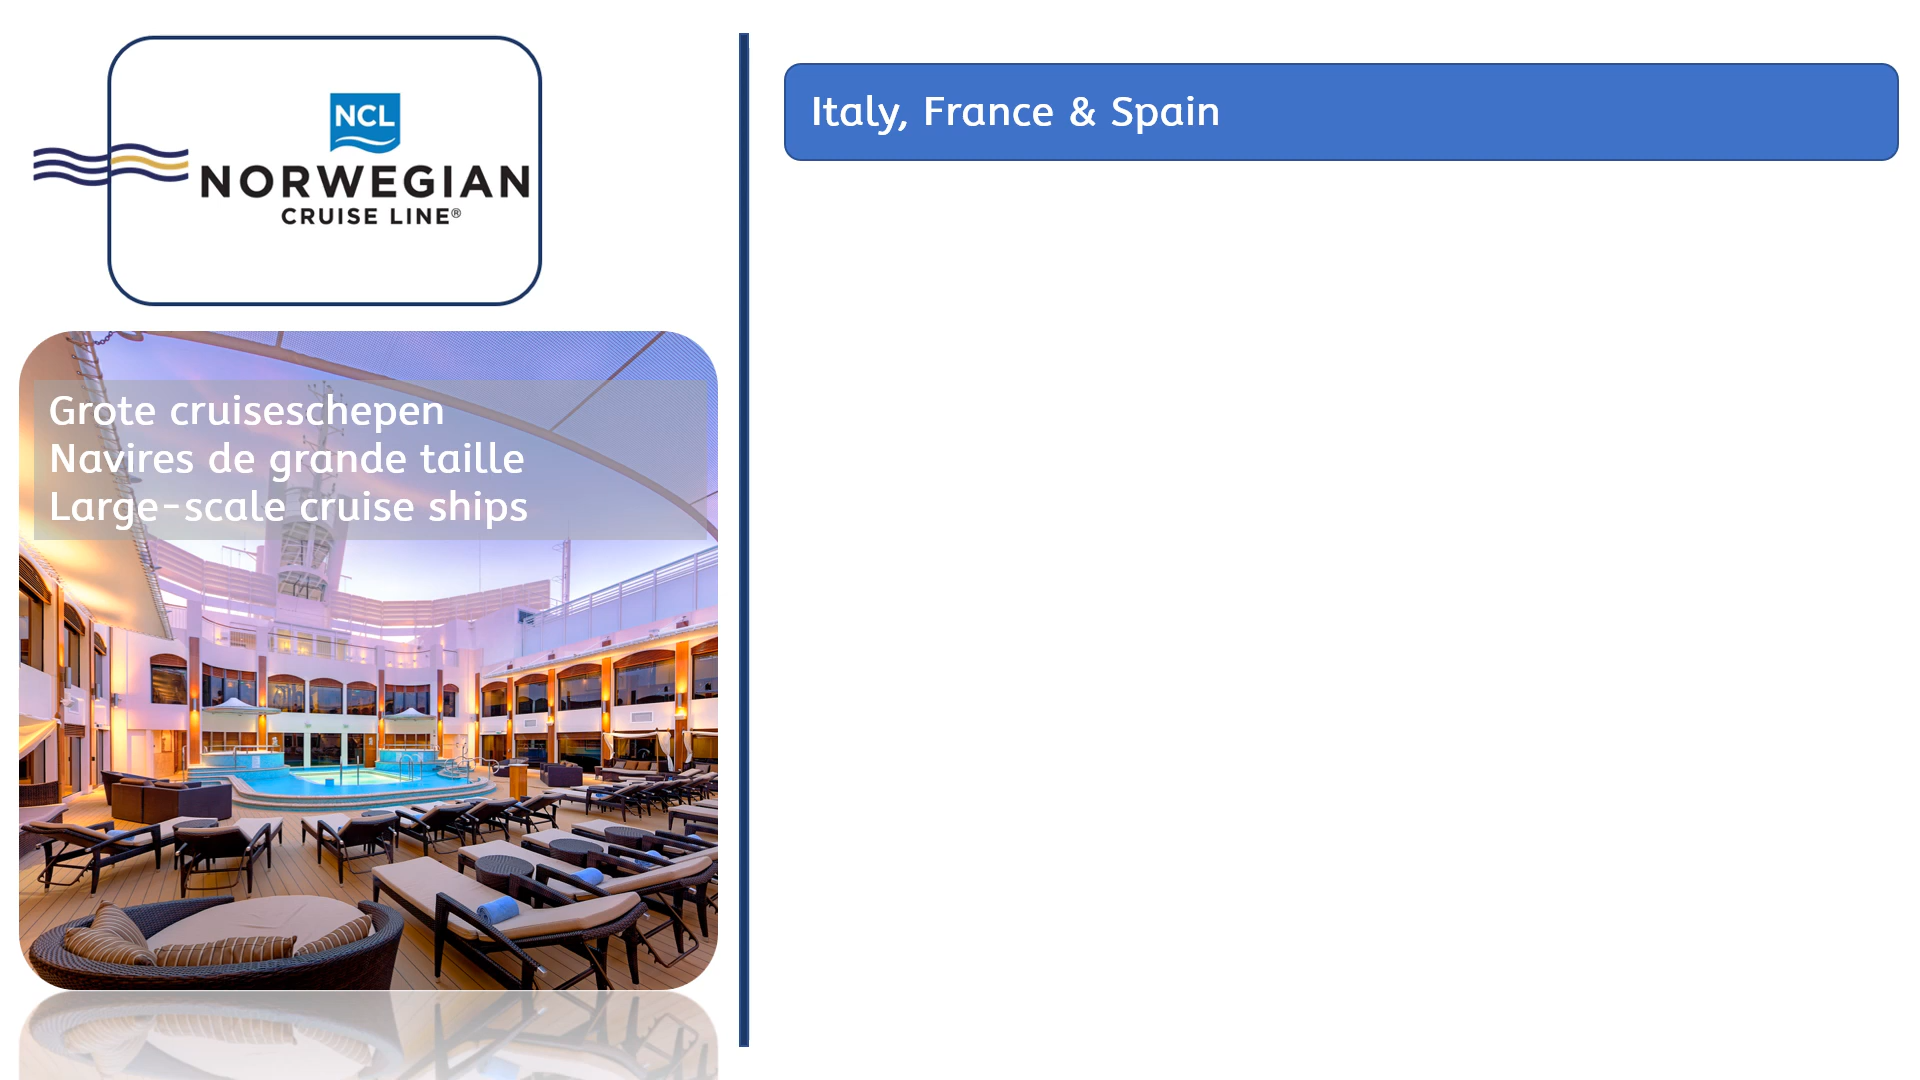 NCL
NORWEGIAN
CRUISE LINE®
Grote cruiseschepen
Navires de grande taille
Large-scale cruise ships
Italy, France & Spain